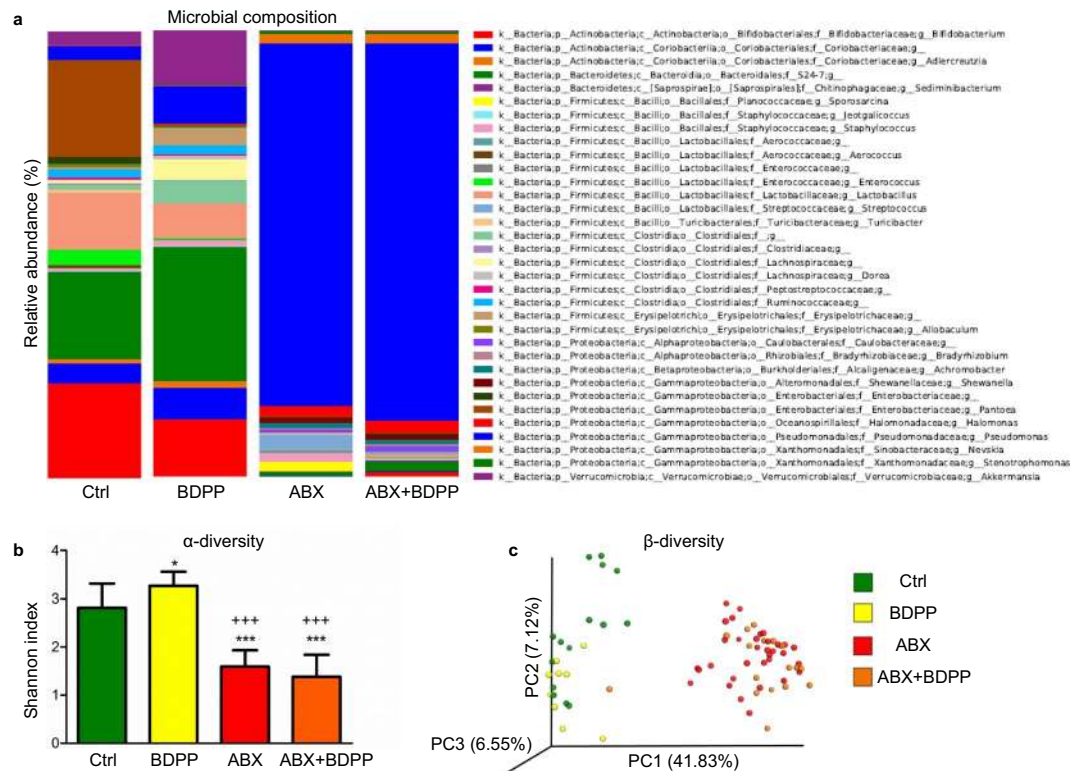 a
Microbial composition
Relative abundance (%)
Ctrl
BDPP
ABX
ABX+BDPP
k__Bacteria;p__Actinobacteria;c__Actinobacteria;o__Bifidobacteriales;f__Bifidobacteriaceae;g__Bifidobacterium
k__Bacteria;p__Actinobacteria;c__Coriobacteriia;o__Coriobacteriales;f__Coriobacteriaceae;g__
k__Bacteria;p__Actinobacteria;c__Coriobacteriia;o__Coriobacteriales;f__Coriobacteriaceae;g__Adlercreutzia
k__Bacteria;p__Bacteroidetes;c__Bacteroidia;o__Bacteroidales;f__S24-7;g__
k__Bacteria;p__Bacteroidetes;c__[Saprospirae];o__[Saprospirales];f__Chitinophagaceae;g__Sediminibacterium
k__Bacteria;p__Firmicutes;c__Bacilli;o__Bacillales;f__Planococcaceae;g__Sporosarcina
k__Bacteria;p__Firmicutes;c__Bacilli;o__Bacillales;f__Staphylococcaceae;g__Jeotgalicoccus
k__Bacteria;p__Firmicutes;c__Bacilli;o__Bacillales;f__Staphylococcaceae;g__Staphylococcus
k__Bacteria;p__Firmicutes;c__Bacilli;o__Lactobacillales;f__Aerococcaceae;g__
k__Bacteria;p__Firmicutes;c__Bacilli;o__Lactobacillales;f__Aerococcaceae;g__Aerococcus
k__Bacteria;p__Firmicutes;c__Bacilli;o__Lactobacillales;f__Enterococcaceae;g__
k__Bacteria;p__Firmicutes;c__Bacilli;o__Lactobacillales;f__Enterococcaceae;g__Enterococcus
k__Bacteria;p__Firmicutes;c__Bacilli;o__Lactobacillales;f__Lactobacillaceae;g__Lactobacillus
k__Bacteria;p__Firmicutes;c__Bacilli;o__Lactobacillales;f__Streptococcaceae;g__Streptococcus
k__Bacteria;p__Firmicutes;c__Bacilli;o__Turicibacterales;f__Turicibacteraceae;g__Turicibacter
k__Bacteria;p__Firmicutes;c__Clostridia;o__Clostridiales;f__;g__
k__Bacteria;p__Firmicutes;c__Clostridia;o__Clostridiales;f__Clostridiaceae;g__
k__Bacteria;p__Firmicutes;c__Clostridia;o__Clostridiales;f__Lachnospiraceae;g__
k__Bacteria;p__Firmicutes;c__Clostridia;o__Clostridiales;f__Lachnospiraceae;g__Dorea
k__Bacteria;p__Firmicutes;c__Clostridia;o__Clostridiales;f__Peptostreptococcaceae;g__
k__Bacteria;p__Firmicutes;c__Clostridia;o__Clostridiales;f__Ruminococcaceae;g__
k__Bacteria;p__Firmicutes;c__Erysipelotrichi;o__Erysipelotrichales;f__Erysipelotrichaceae;g__
k__Bacteria;p__Firmicutes;c__Erysipelotrichi;o__Erysipelotrichales;f__Erysipelotrichaceae;g__Allobaculum
k__Bacteria;p__Proteobacteria;c__Alphaproteobacteria;o__Caulobacterales;f__Caulobacteraceae;g__
k__Bacteria;p__Proteobacteria;c__Alphaproteobacteria;o__Rhizobiales;f__Bradyrhizobiaceae;g__Bradyrhizobium
k__Bacteria;p__Proteobacteria;c__Betaproteobacteria;o__Burkholderiales;f__Alcaligenaceae;g__Achromobacter
k__Bacteria;p__Proteobacteria;c__Gammaproteobacteria;o__Alteromonadales;f__Shewanellaceae;g__Shewanella
k__Bacteria;p__Proteobacteria;c__Gammaproteobacteria;o__Enterobacteriales;f__Enterobacteriaceae;g__
k__Bacteria;p__Proteobacteria;c__Gammaproteobacteria;o__Enterobacteriales;f__Enterobacteriaceae;g__Pantoea
k__Bacteria;p__Proteobacteria;c__Gammaproteobacteria;o__Oceanospirillales;f__Halomonadaceae;g__Halomonas
k__Bacteria;p__Proteobacteria;c__Gammaproteobacteria;o__Pseudomonadales;f__Pseudomonadaceae;g__Pseudomonas
k__Bacteria;p__Proteobacteria;c__Gammaproteobacteria;o__Xanthomonadales;f__Sinobacteraceae;g__Nevskia
k__Bacteria;p__Proteobacteria;c__Gammaproteobacteria;o__Xanthomonadales;f__Xanthomonadaceae;g__Stenotrophomonas
k__Bacteria;p__Verrucomicrobia;c__Verrucomicrobiae;o__Verrucomicrobiales;f__Verrucomicrobiaceae;g__Akkermansia
b
α-diversity
Shannon index
4
3
2
1
0
*
+++
***
+++
***
Ctrl
BDPP
ABX
ABX+BDPP
c
β-diversity
PC2 (7.12%)
PC3 (6.55%)
PC1 (41.83%)
Ctrl
BDPP
ABX
ABX+BDPP